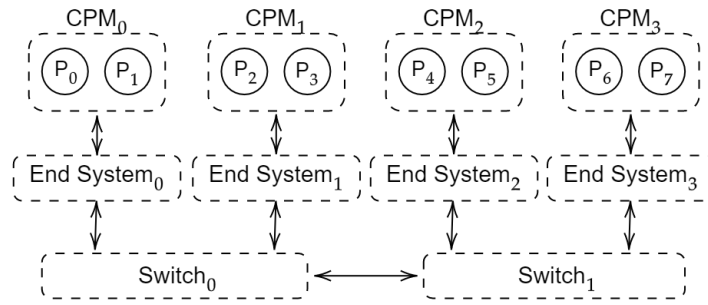 CPM₀ CPM₁ CPM₂ CPM₃
P₀ P₁ P₂ P₃ P₄ P₅ P₆ P₇
End System₀ End System₁ End System₂ End System₃
Switch₀ Switch₁